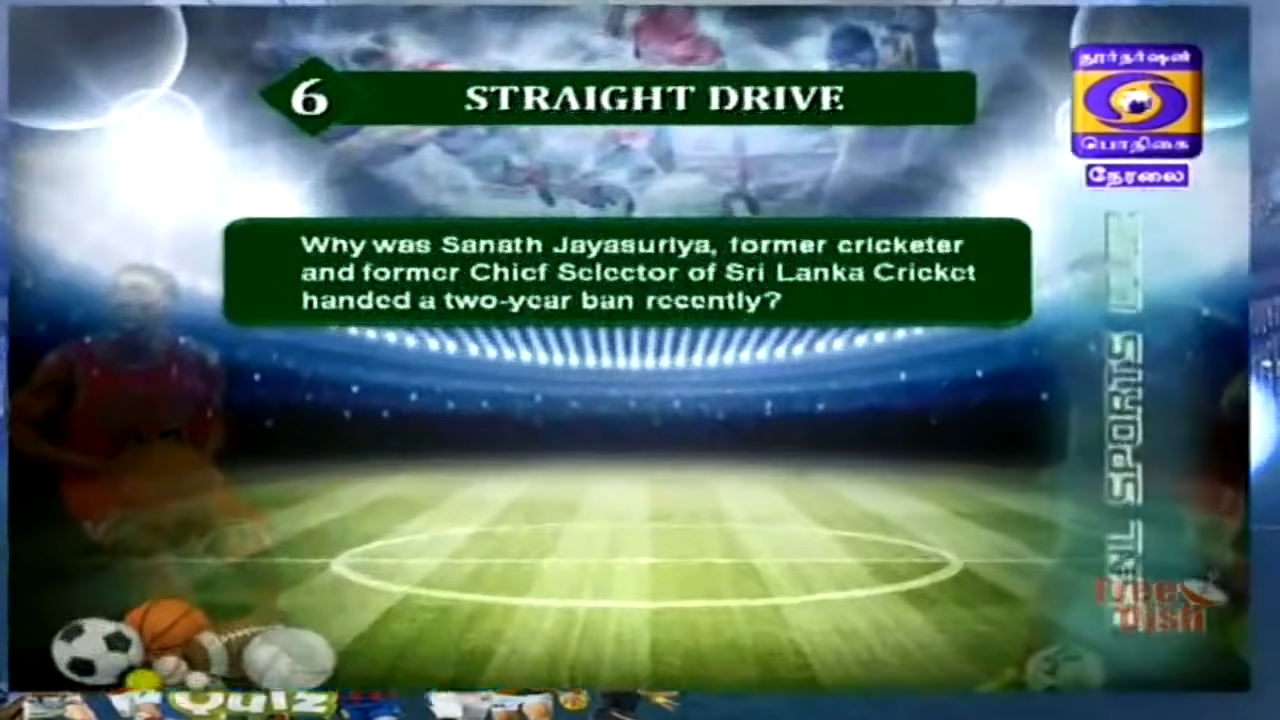 6 STRAIGHT DRIVE
தூர்தர்ஷன்
பொதிகை
நேரலை
Why was Sanath Jayasuriya, former cricketer
and former Chief Selector of Sri Lanka Cricket
handed a two-year ban recently?
SPORTS
Free
Dish
Quiz